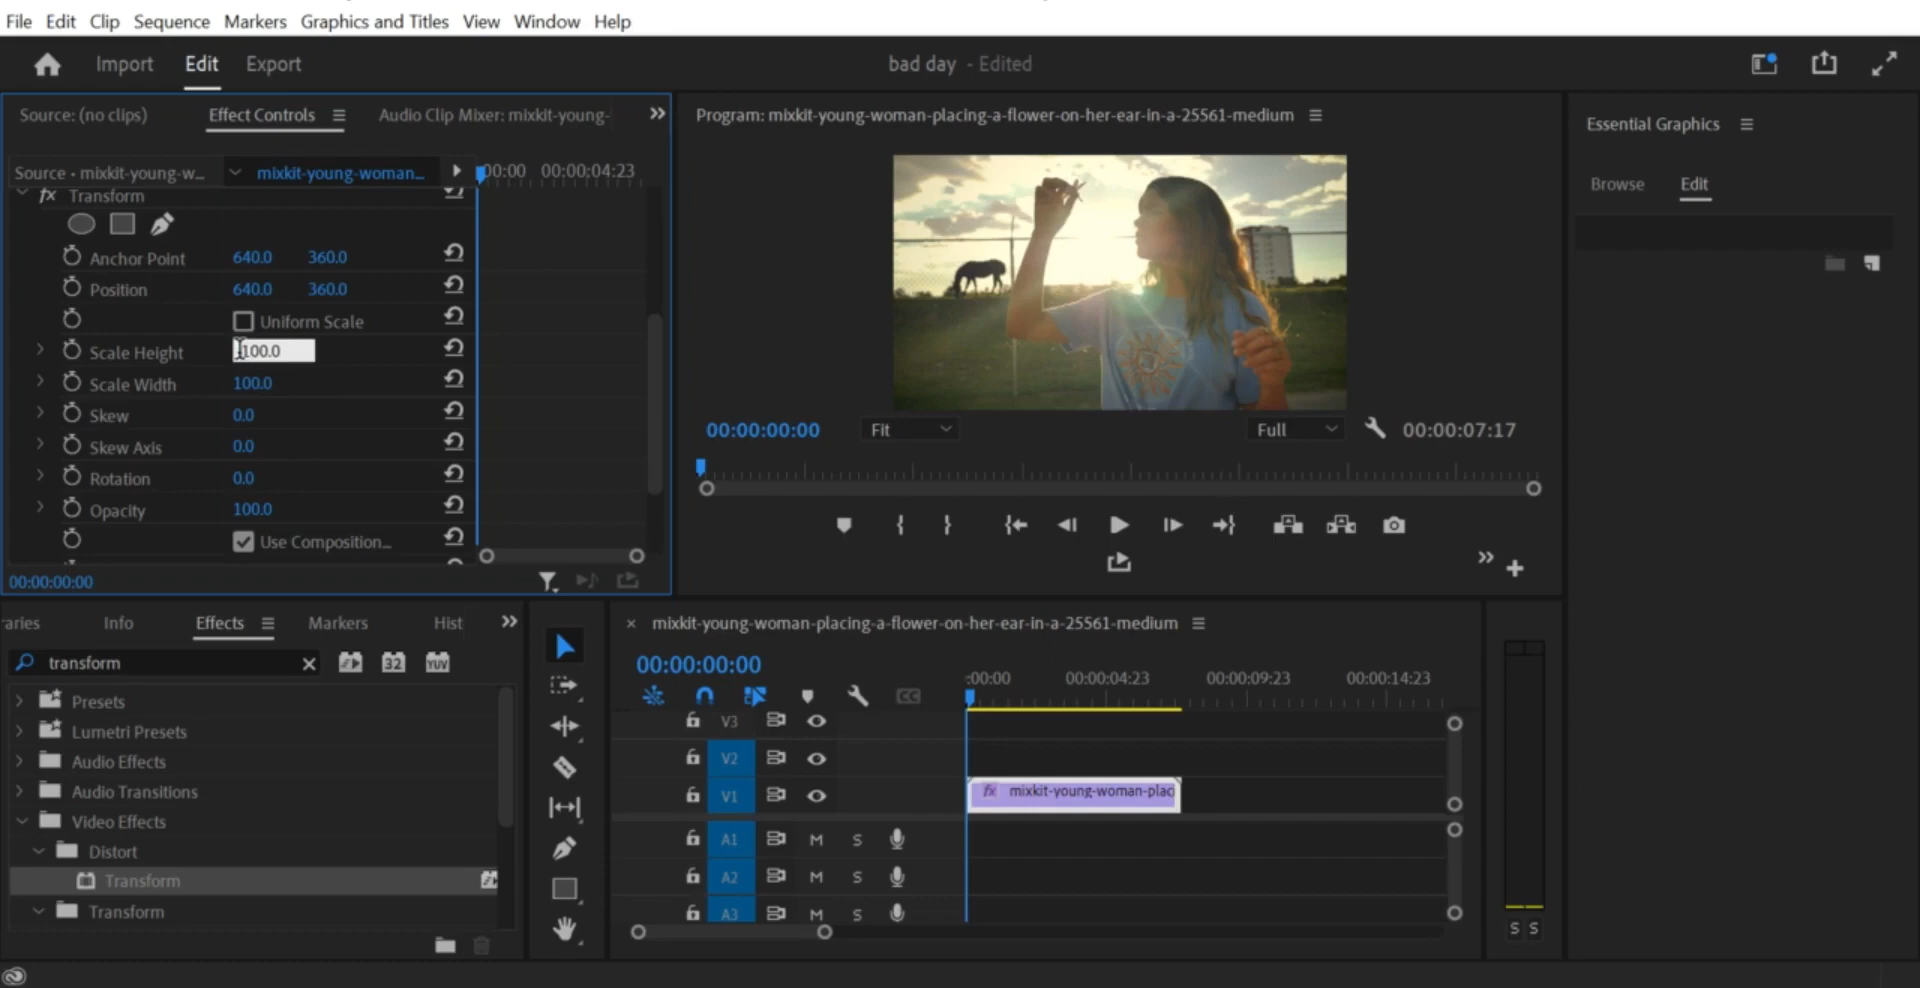 File Edit Clip Sequence Markers Graphics and Titles View Window Help
Import Edit Export
bad day - Edited
Source: (no clips) Effect Controls Audio Clip Mixer: mixkit-young-
Program: mixkit-young-woman-placing-a-flower-on-her-ear-in-a-25561-medium
Essential Graphics
Source • mixkit-young-w... mixkit-young-woman... 00:00 00:00:04:23
Browse Edit
fx Transform
Anchor Point 640.0 360.0
Position 640.0 360.0
Uniform Scale
Scale Height 100.0
Scale Width 100.0
Skew 0.0
Skew Axis 0.0
Rotation 0.0
Opacity 100.0
Use Composition...
00:00:00:00
00:00:00:00 Fit Full 00:00:07:17
aries Info Effects Markers Hist
transform 32 YUV
Presets
Lumetri Presets
Audio Effects
Audio Transitions
Video Effects
Distort
Transform
Transform
× mixkit-young-woman-placing-a-flower-on-her-ear-in-a-25561-medium
00:00:00:00
:00:00 00:00:04:23 00:00:09:23 00:00:14:23
CC
V3
V2
V1 fx mixkit-young-woman-plac
A1 M S
A2 M S
A3 M S
S S